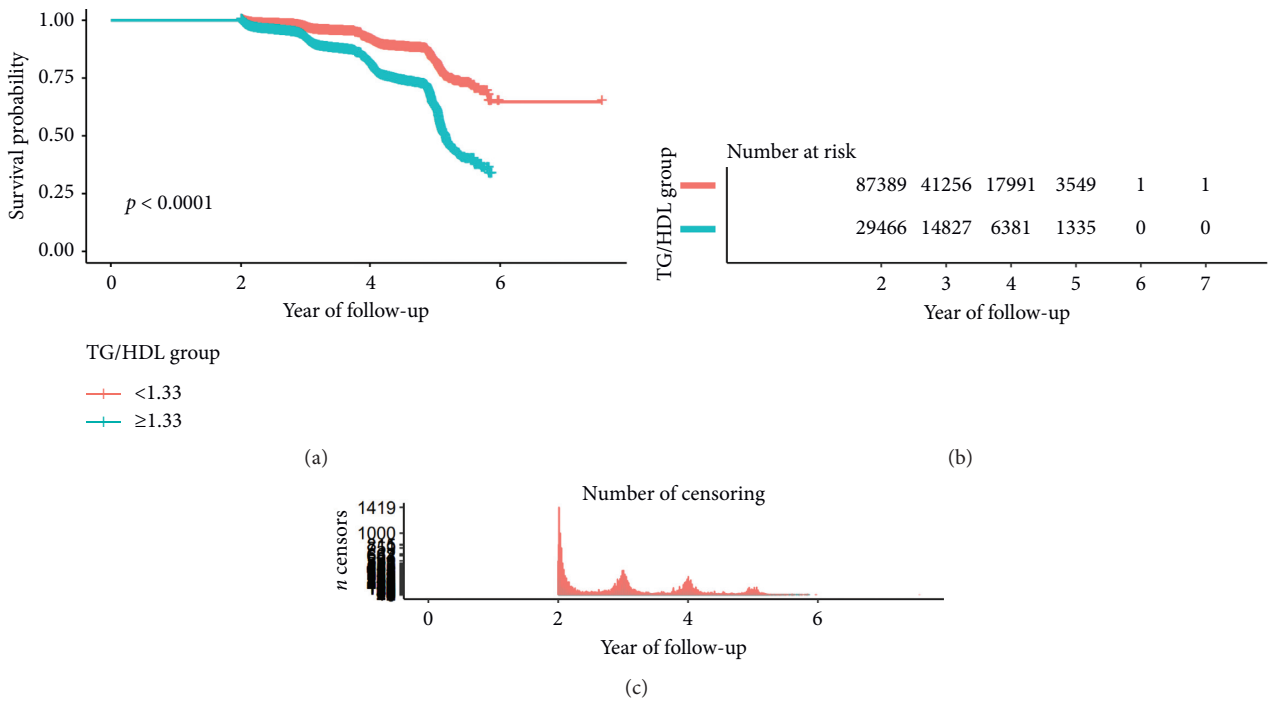 1.00
0.75
0.50
0.25
0.00
Survival probability
p < 0.0001
0 2 4 6
Year of follow-up
TG/HDL group
<1.33
≥1.33
(a)
Number at risk
TG/HDL group
87389 41256 17991 3549 1 1
29466 14827 6381 1335 0 0
2 3 4 5 6 7
Year of follow-up
(b)
Number of censoring
n censors
1419
1000
0 2 4 6
Year of follow-up
(c)